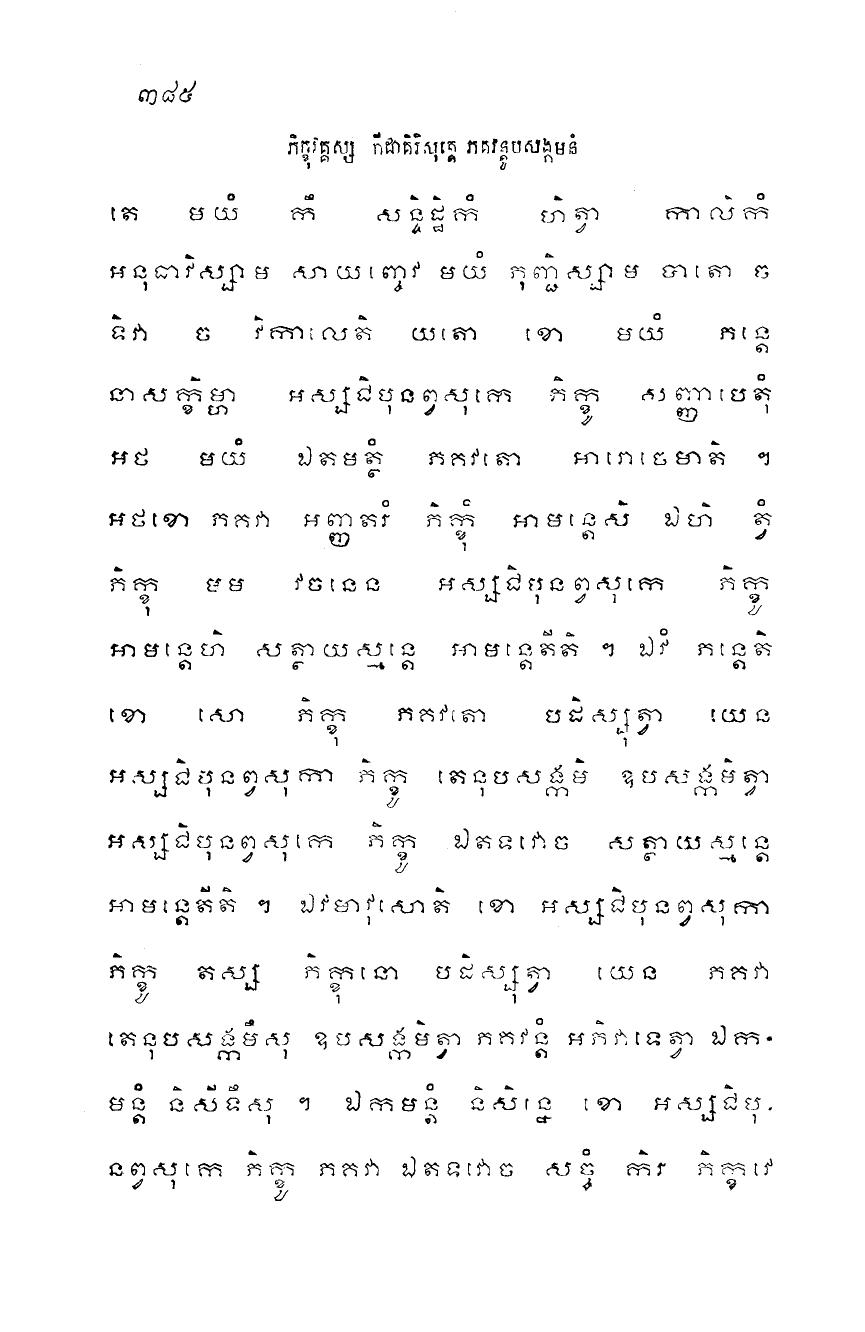 ៣៨៥
ភិក្ខុវគ្គស្ស កីដាគិរិសុត្តេ ភគវន្តូបសង្កមនំ
តេ មយំ កឹ សន្ទិដ្ឋិកំ ហិត្វា កាលិកំ
អនុធាវិស្សាម សាយញ្ចេវ មយំ ភុញ្ជិស្សាម បាតោ ច
ទិវា ច វិកាលេតិ យតោ ខោ មយំ ភន្តេ
នាសក្ខិម្ហា អស្សជិបុនព្វសុកេ ភិក្ខូ សញ្ញាបេតុំ
អថ មយំ ឯតមត្ថំ ភគវតោ អារោចេមាតិ ។
អថខោ ភគវា អញ្ញតរំ ភិក្ខុំ អាមន្តេសិ ឯហិ ត្វំ
ភិក្ខុ មម វចនេន អស្សជិបុនព្វសុកេ ភិក្ខូ
អាមន្តេហិ សត្ថាយស្មន្តេ អាមន្តេតីតិ ។ ឯវំ ភន្តេតិ
ខោ សោ ភិក្ខុ ភគវតោ បដិស្សុត្វា យេន
អស្សជិបុនព្វសុកា ភិក្ខូ តេនុបសង្កមិ ឧបសង្កមិត្វា
អស្សជិបុនព្វសុកេ ភិក្ខូ ឯតទវោច សត្ថាយស្មន្តេ
អាមន្តេតីតិ ។ ឯវមាវុសោតិ ខោ អស្សជិបុនព្វសុកា
ភិក្ខូ តស្ស ភិក្ខុនោ បដិស្សុត្វា យេន ភគវា
តេនុបសង្កមឹសុ ឧបសង្កមិត្វា ភគវន្តំ អភិវាទេត្វា ឯក-
មន្តំ និសីទឹសុ ។ ឯកមន្តំ និសិន្នេ ខោ អស្សជិបុ-
នព្វសុកេ ភិក្ខូ ភគវា ឯតទវោច សច្ចំ កិរ ភិក្ខវេ